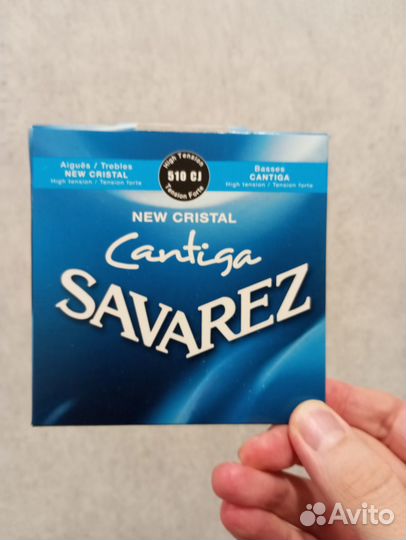 Aiguës / Trebles
NEW CRISTAL
High tension / Tension forte
High Tension
510 CJ
Tension Forte
Basses
CANTIGA
High tension / Tension forte
NEW CRISTAL
Cantiga
SAVAREZ
Avito